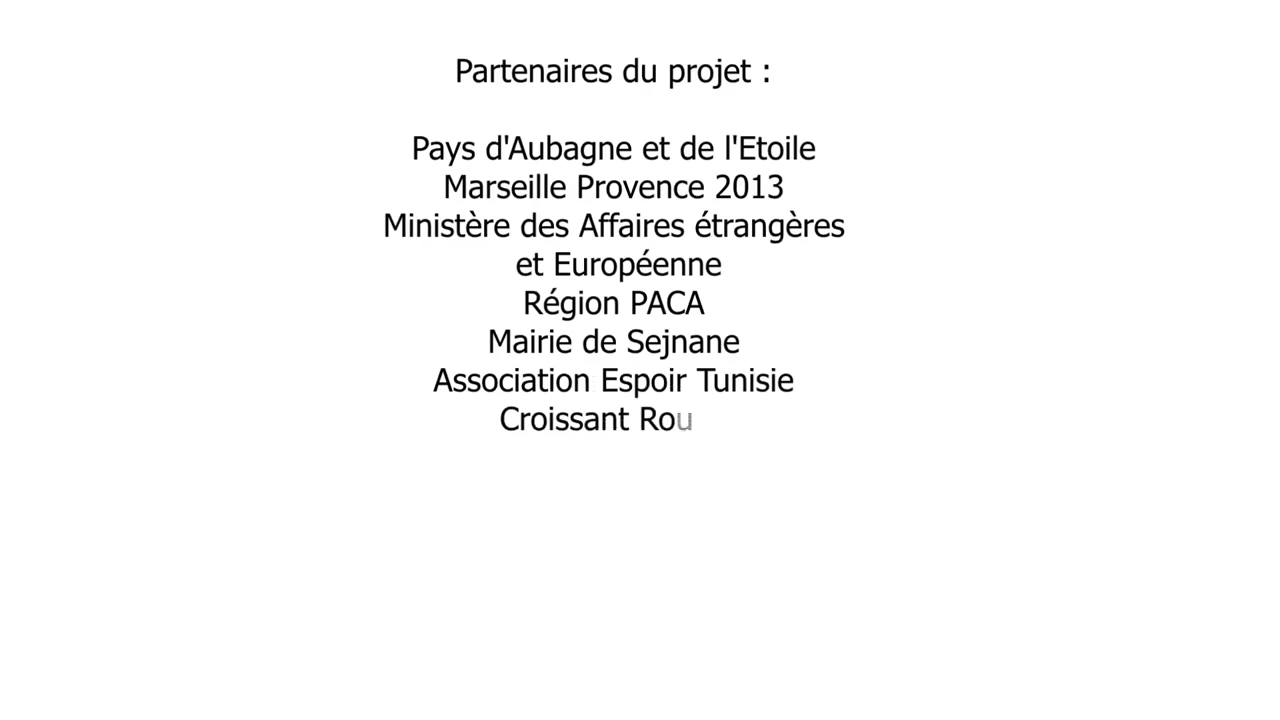 Partenaires du projet :
Pays d'Aubagne et de l'Etoile
Marseille Provence 2013
Ministère des Affaires étrangères
et Européenne
Région PACA
Mairie de Sejnane
Association Espoir Tunisie
Croissant Rou